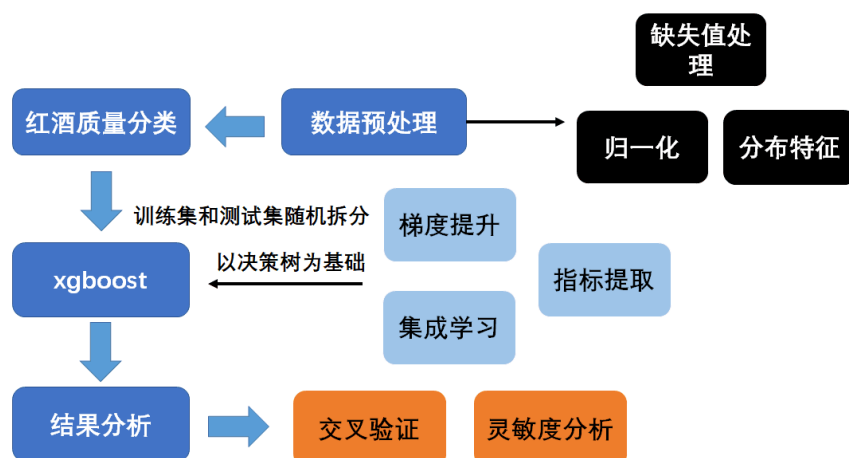 缺失值处
理
红酒质量分类
数据预处理
归一化
分布特征
训练集和测试集随机拆分
梯度提升
xgboost
以决策树为基础
指标提取
集成学习
结果分析
交叉验证
灵敏度分析